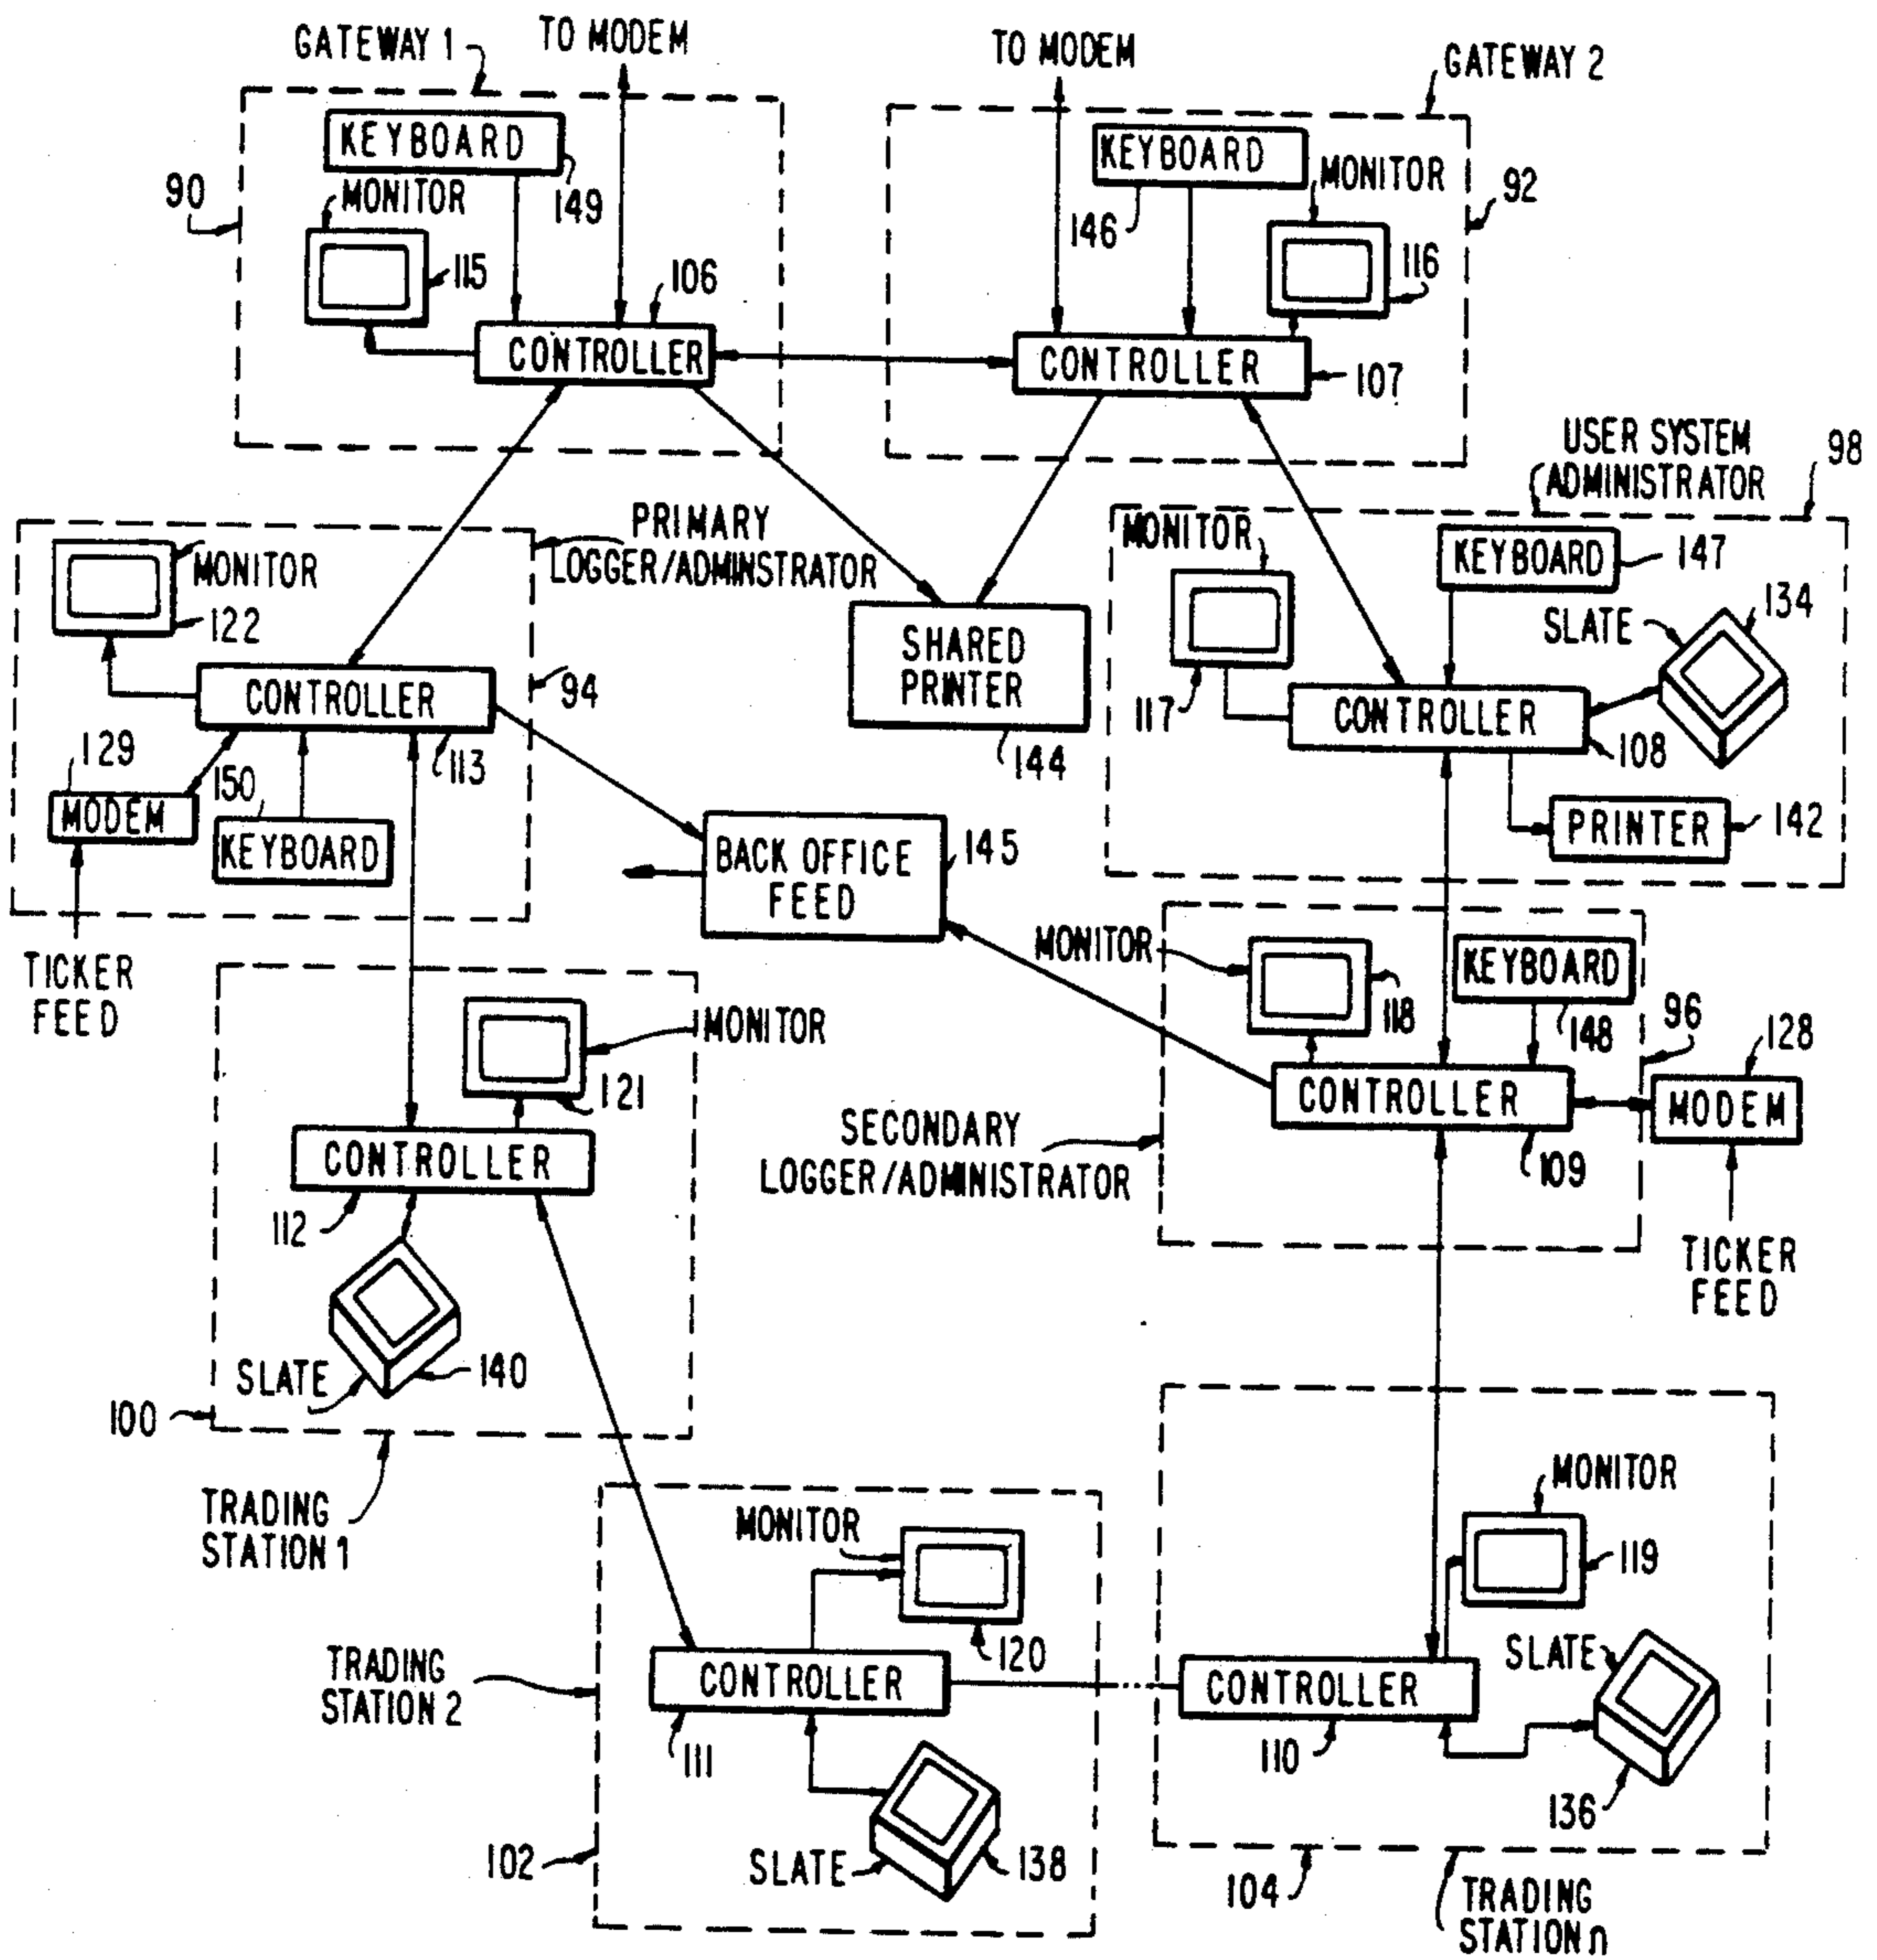 GATEWAY 1
TO MODEM
TO MODEM
GATEWAY 2
KEYBOARD
149
MONITOR
90
115
106
CONTROLLER
KEYBOARD
146
MONITOR
92
116
CONTROLLER
107
USER SYSTEM
ADMINISTRATOR
98
PRIMARY
LOGGER/ADMINSTRATOR
MONITOR
122
CONTROLLER
94
113
129
MODEM
150
KEYBOARD
TICKER
FEED
SHARED
PRINTER
144
MONITOR
117
KEYBOARD
147
SLATE
134
CONTROLLER
108
PRINTER
142
BACK OFFICE
FEED
145
MONITOR
118
KEYBOARD
148
96
128
CONTROLLER
109
MODEM
TICKER
FEED
SECONDARY
LOGGER/ADMINISTRATOR
MONITOR
121
CONTROLLER
112
SLATE
140
100
TRADING
STATION 1
MONITOR
120
TRADING
STATION 2
CONTROLLER
111
SLATE
138
102
MONITOR
119
SLATE
CONTROLLER
110
136
104
TRADING
STATION n